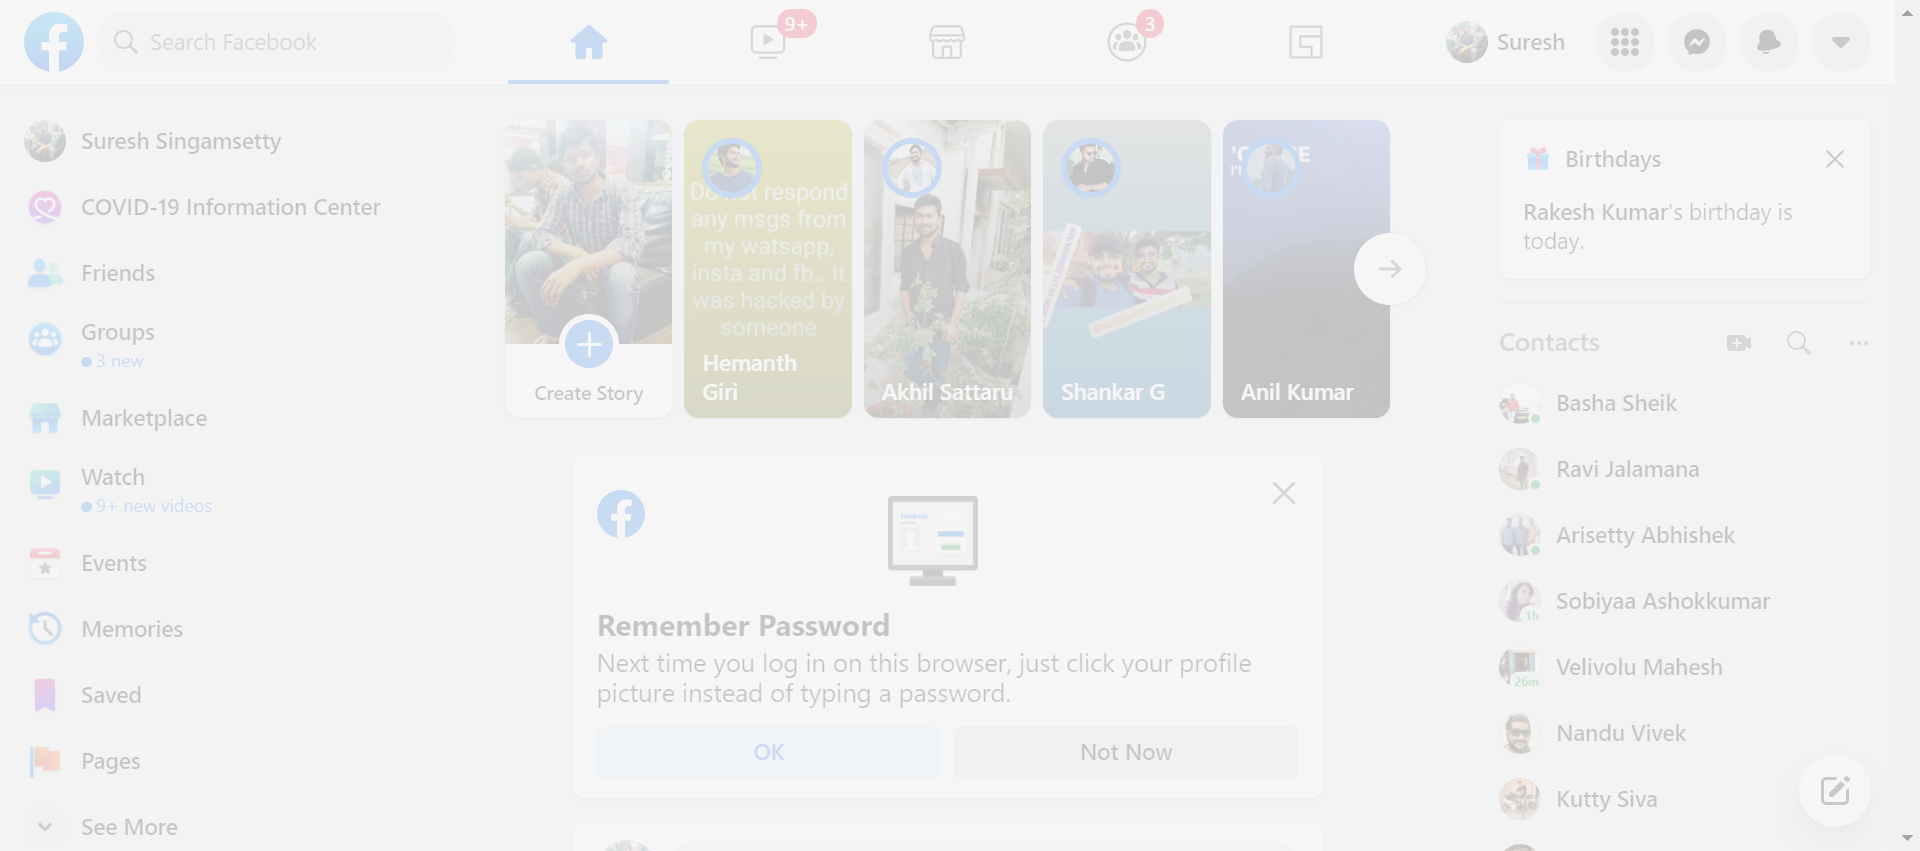 Search Facebook
9+
3
Suresh
Suresh Singamsetty
COVID-19 Information Center
Friends
Groups
3 new
Marketplace
Watch
9+ new videos
Events
Memories
Saved
Pages
See More
Create Story
respond
any msgs from
my watsapp,
insta and fb.. It
was hacked by
someone
Hemanth
Giri
Akhil Sattaru
Shankar G
Anil Kumar
Remember Password
Next time you log in on this browser, just click your profile
picture instead of typing a password.
OK
Not Now
Birthdays
Rakesh Kumar's birthday is
today.
Contacts
Basha Sheik
Ravi Jalamana
Arisetty Abhishek
Sobiyaa Ashokkumar
1h
Velivolu Mahesh
26m
Nandu Vivek
Kutty Siva